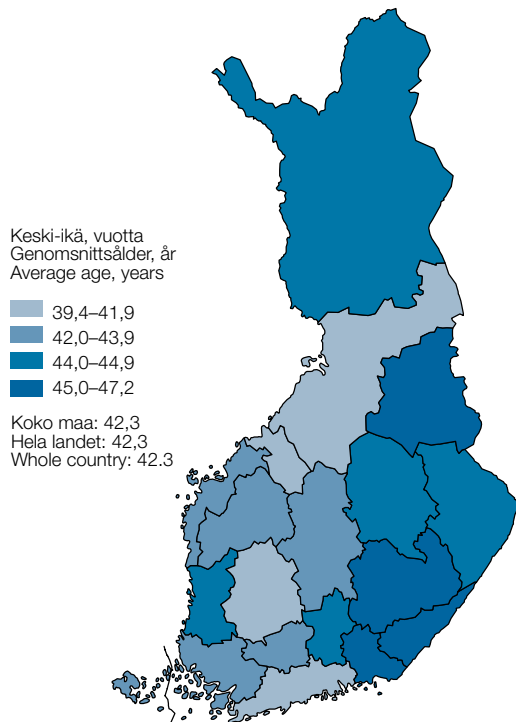 Keski-ikä, vuotta
Genomsnittsålder, år
Average age, years
39,4–41,9
42,0–43,9
44,0–44,9
45,0–47,2
Koko maa: 42,3
Hela landet: 42,3
Whole country: 42.3